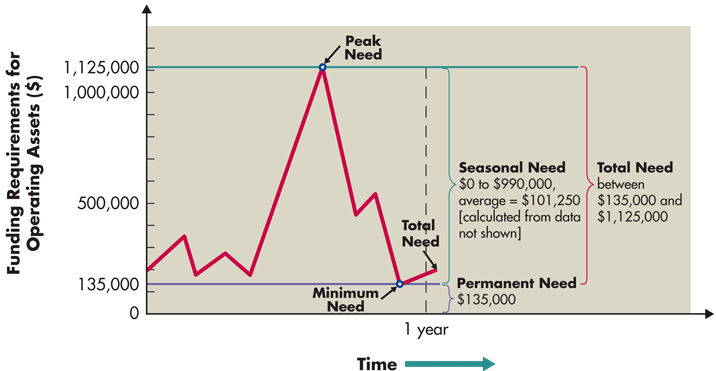 Funding Requirements for
Operating Assets ($)
1,125,000
1,000,000
500,000
135,000
0
Peak
Need
Total
Need
Minimum
Need
Seasonal Need
$0 to $990,000,
average = $101,250
[calculated from data
not shown]
Total Need
between
$135,000 and
$1,125,000
Permanent Need
$135,000
1 year
Time